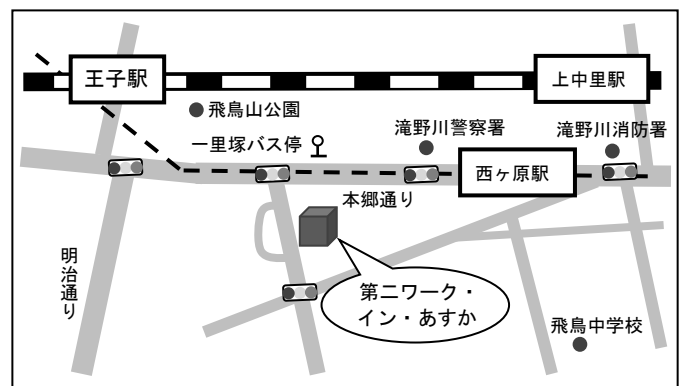 王子駅
上中里駅
飛鳥山公園
一里塚バス停
滝野川警察署
滝野川消防署
西ヶ原駅
本郷通り
明治通り
第二ワーク・
イン・あすか
飛鳥中学校